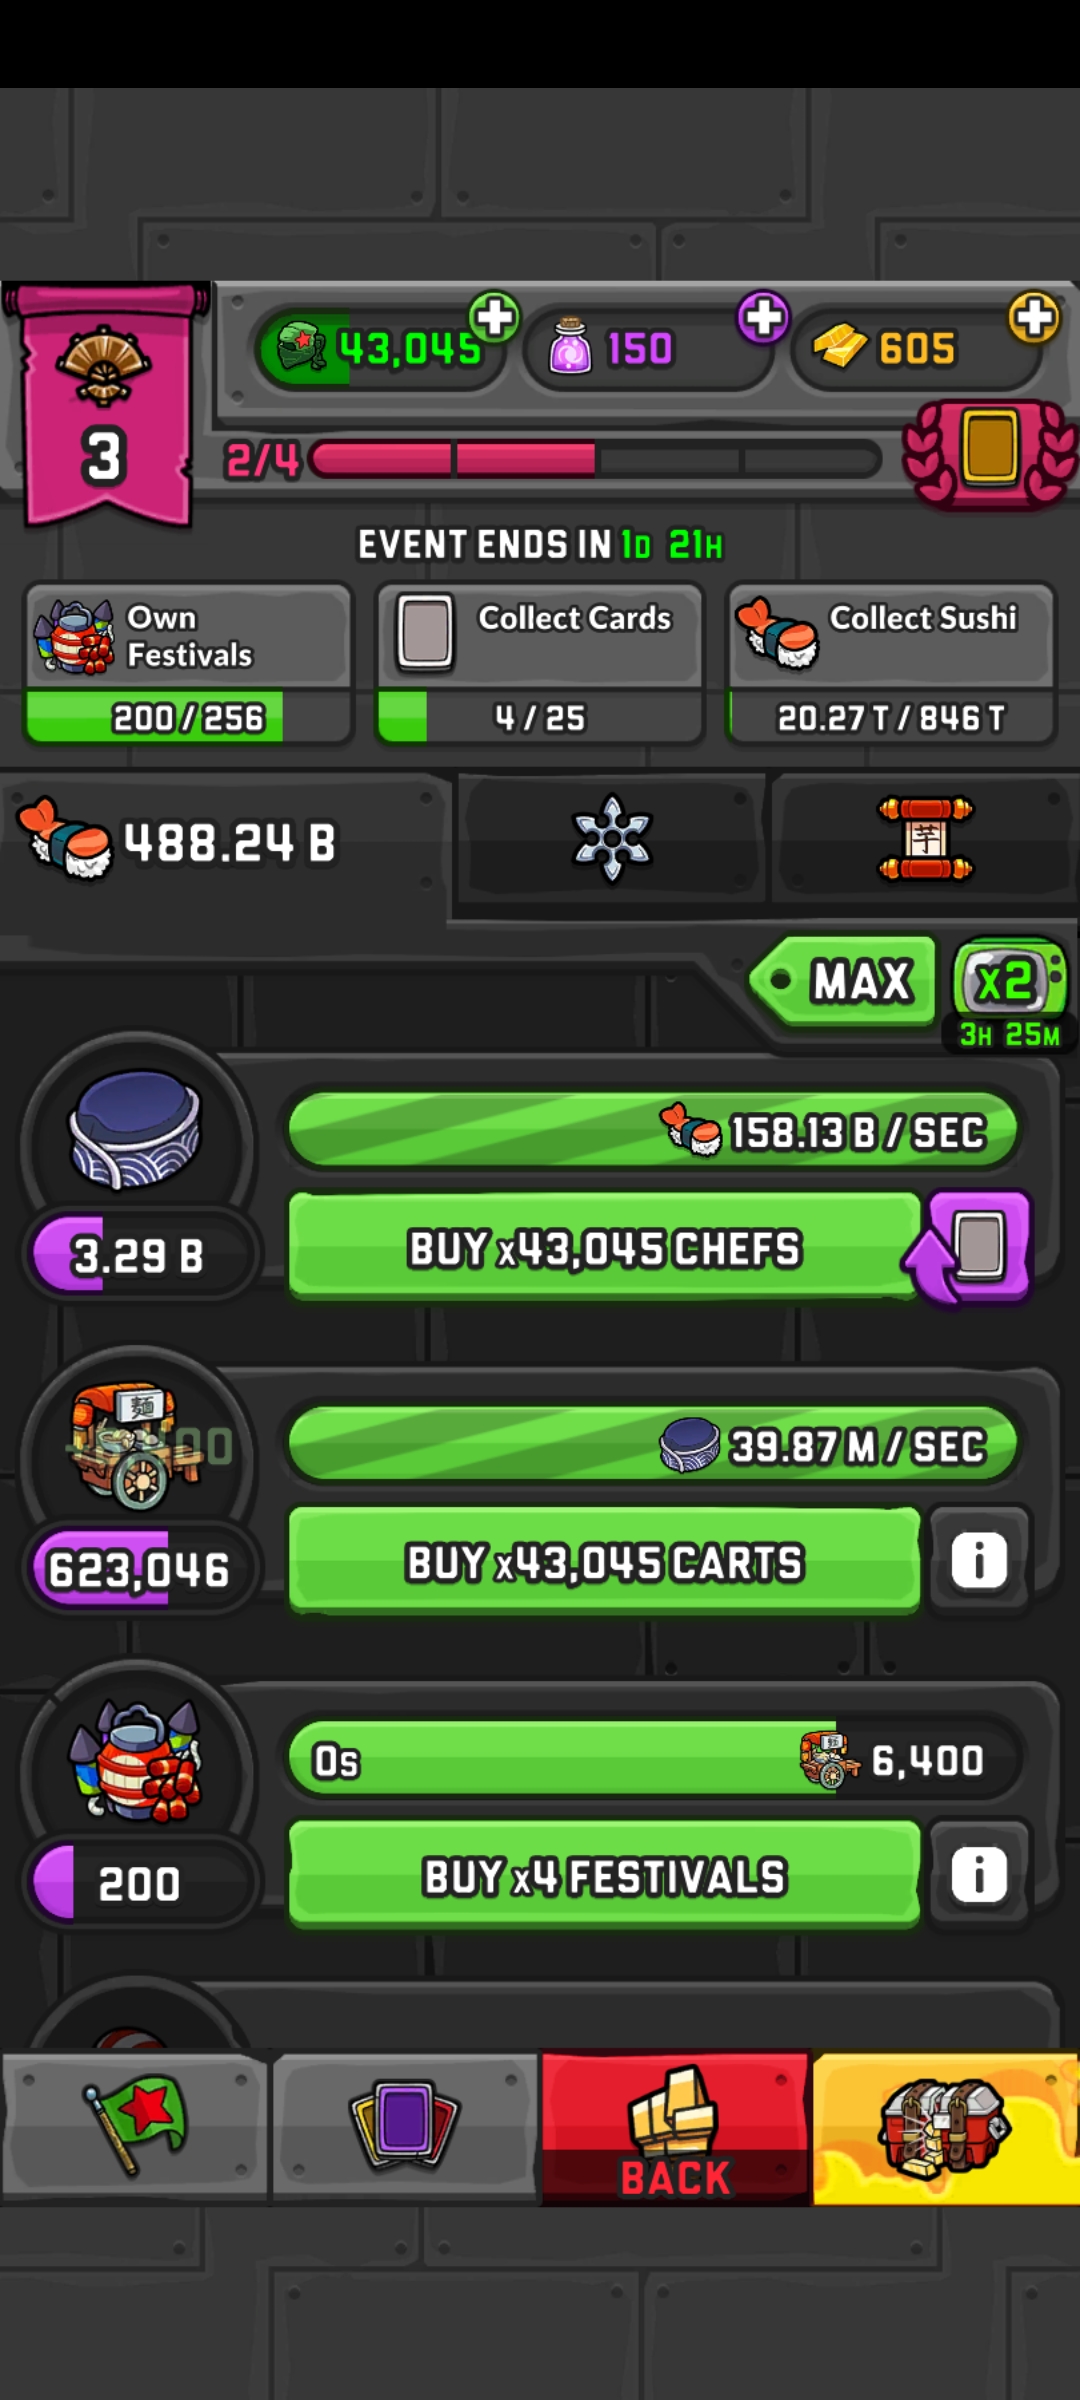 43,045
150
605
3
2/4
EVENT ENDS IN 1D 21H
Own
Festivals
200 / 256
Collect Cards
4 / 25
Collect Sushi
20.27 T / 846 T
488.24 B
芋
MAX
x2
3H 25M
158.13 B / SEC
3.29 B
BUY x43,045 CHEFS
麺
39.87 M / SEC
623,046
BUY x43,045 CARTS
i
0s
6,400
200
BUY x4 FESTIVALS
i
BACK